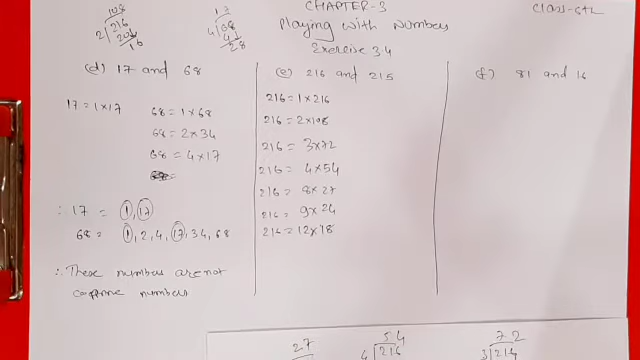 CHAPTER-3
Class-6th
Playing with Numbers
Exercise 3.4
108
2 | 216
16
13
4
28
(d) 17 and 68
17 = 1 × 17
68 = 1 × 68
68 = 2 × 34
68 = 4 × 17
∴ 17 = 1, 17
68 = 1, 2, 4, 17, 34, 68
∴ These numbers are not
coprime numbers
(e) 216 and 215
216 = 1 × 216
216 = 2 × 108
216 = 3 × 72
216 = 4 × 54
216 = 8 × 27
216 = 9 × 24
216 = 12 × 18
(f) 81 and 16
27
54
4 | 216
72
3 | 216